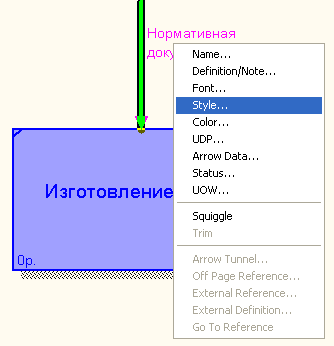 Нормативная
Name...
Definition/Note...
Font...
Style...
Color...
UDP...
Arrow Data...
Status...
UOW...
Squiggle
Trim
Arrow Tunnel...
Off Page Reference...
External Reference...
External Definition...
Go To Reference
Изготовление
0р.